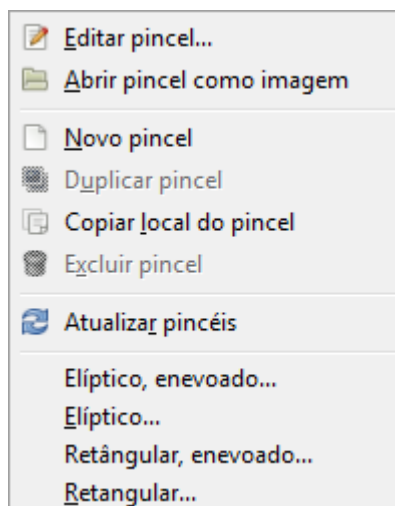 Editar pincel...
Abrir pincel como imagem
Novo pincel
Duplicar pincel
Copiar local do pincel
Excluir pincel
Atualizar pincéis
Elíptico, enevoado...
Elíptico...
Retângular, enevoado...
Retangular...